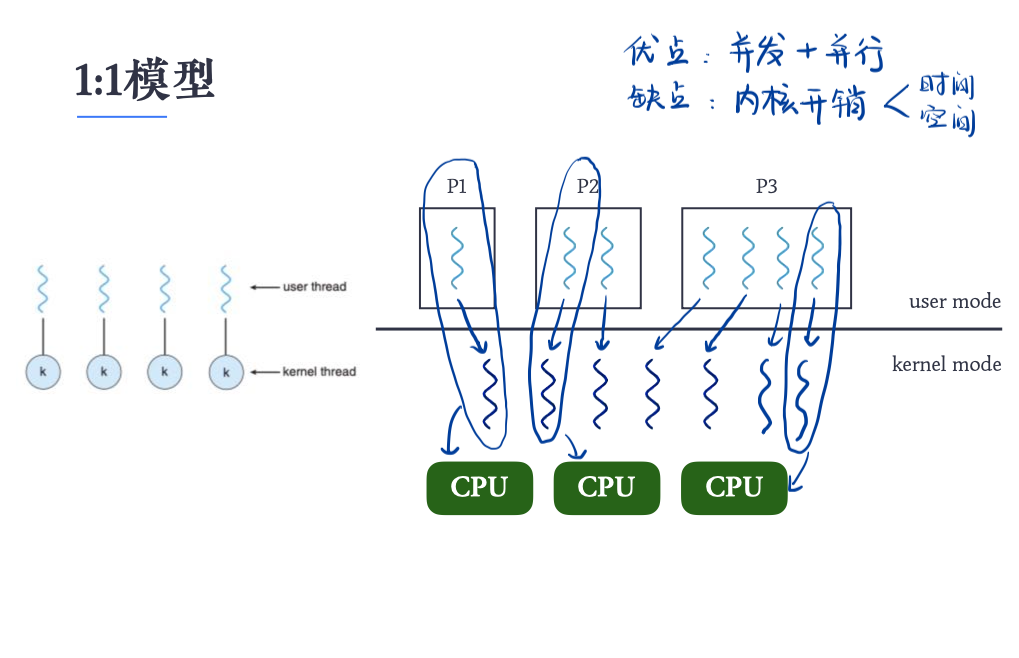 1:1模型
优点：并发+并行
缺点：内核开销 < 时间
空间
P1
P2
P3
user mode
kernel mode
user thread
k k k k
kernel thread
CPU CPU CPU